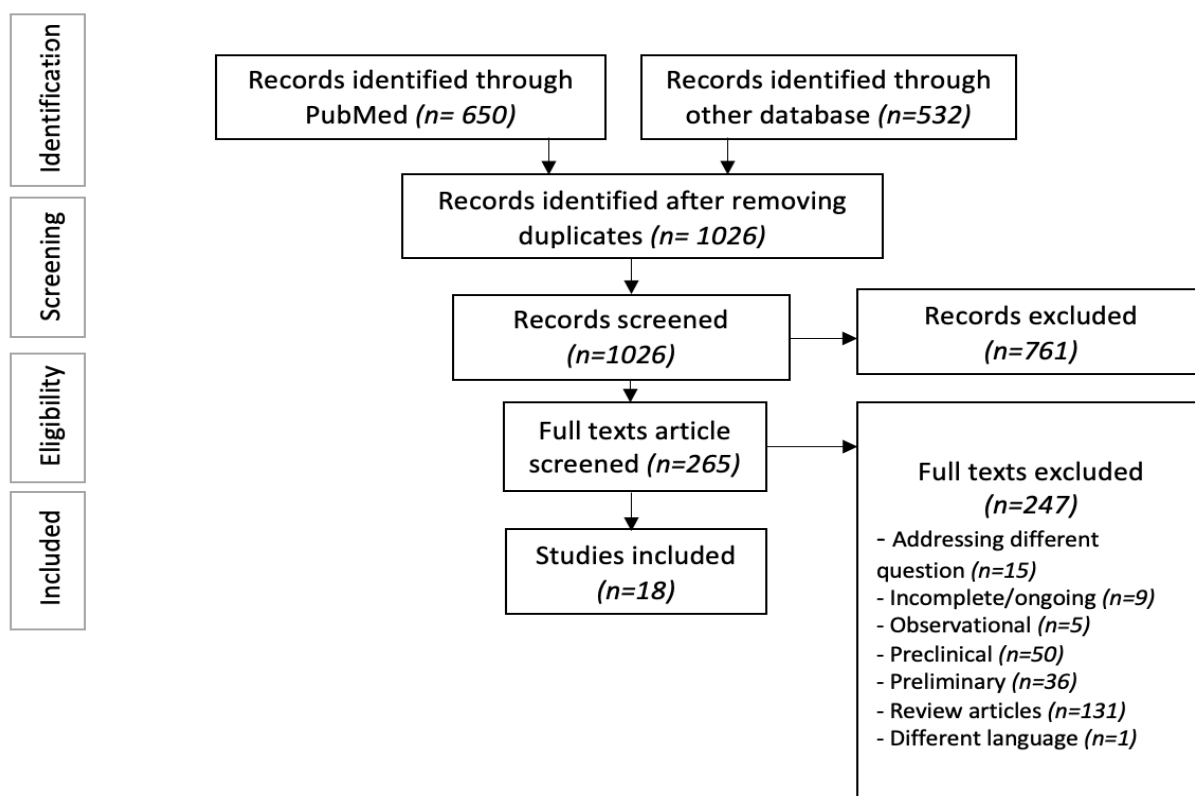 Identification
Records identified through
PubMed (n= 650)
Records identified through
other database (n=532)
Records identified after removing
duplicates (n= 1026)
Screening
Records screened
(n=1026)
Records excluded
(n=761)
Eligibility
Full texts article
screened (n=265)
Full texts excluded
(n=247)
- Addressing different
question (n=15)
- Incomplete/ongoing (n=9)
- Observational (n=5)
- Preclinical (n=50)
- Preliminary (n=36)
- Review articles (n=131)
- Different language (n=1)
Included
Studies included
(n=18)